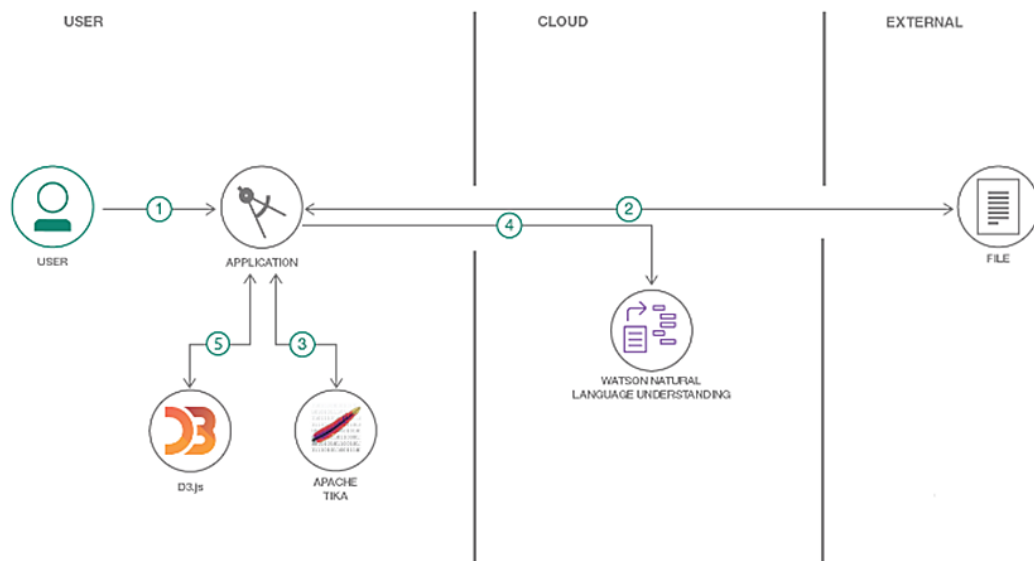 USER
CLOUD
EXTERNAL
1
2
4
USER
APPLICATION
FILE
5
3
WATSON NATURAL
LANGUAGE UNDERSTANDING
D3.js
APACHE
TIKA